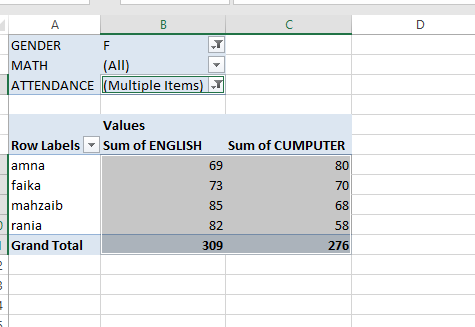 A B C D
GENDER F
MATH (All)
ATTENDANCE (Multiple Items)
Values
Row Labels Sum of ENGLISH Sum of CUMPUTER
amna 69 80
faika 73 70
mahzaib 85 68
rania 82 58
Grand Total 309 276